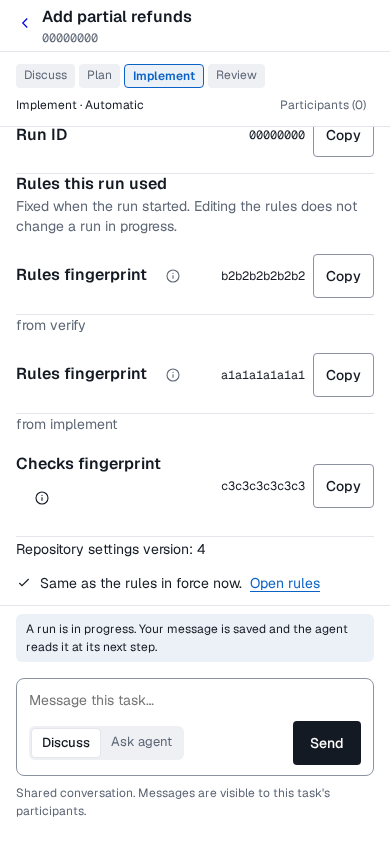 Add partial refunds
00000000
Discuss
Plan
Implement
Review
Implement · Automatic
Participants (0)
Run ID
00000000
Copy
Rules this run used
Fixed when the run started. Editing the rules does not
change a run in progress.
Rules fingerprint
b2b2b2b2b2b2
Copy
from verify
Rules fingerprint
a1a1a1a1a1a1
Copy
from implement
Checks fingerprint
c3c3c3c3c3c3
Copy
Repository settings version: 4
Same as the rules in force now. Open rules
A run is in progress. Your message is saved and the agent
reads it at its next step.
Message this task...
Discuss
Ask agent
Send
Shared conversation. Messages are visible to this task's
participants.